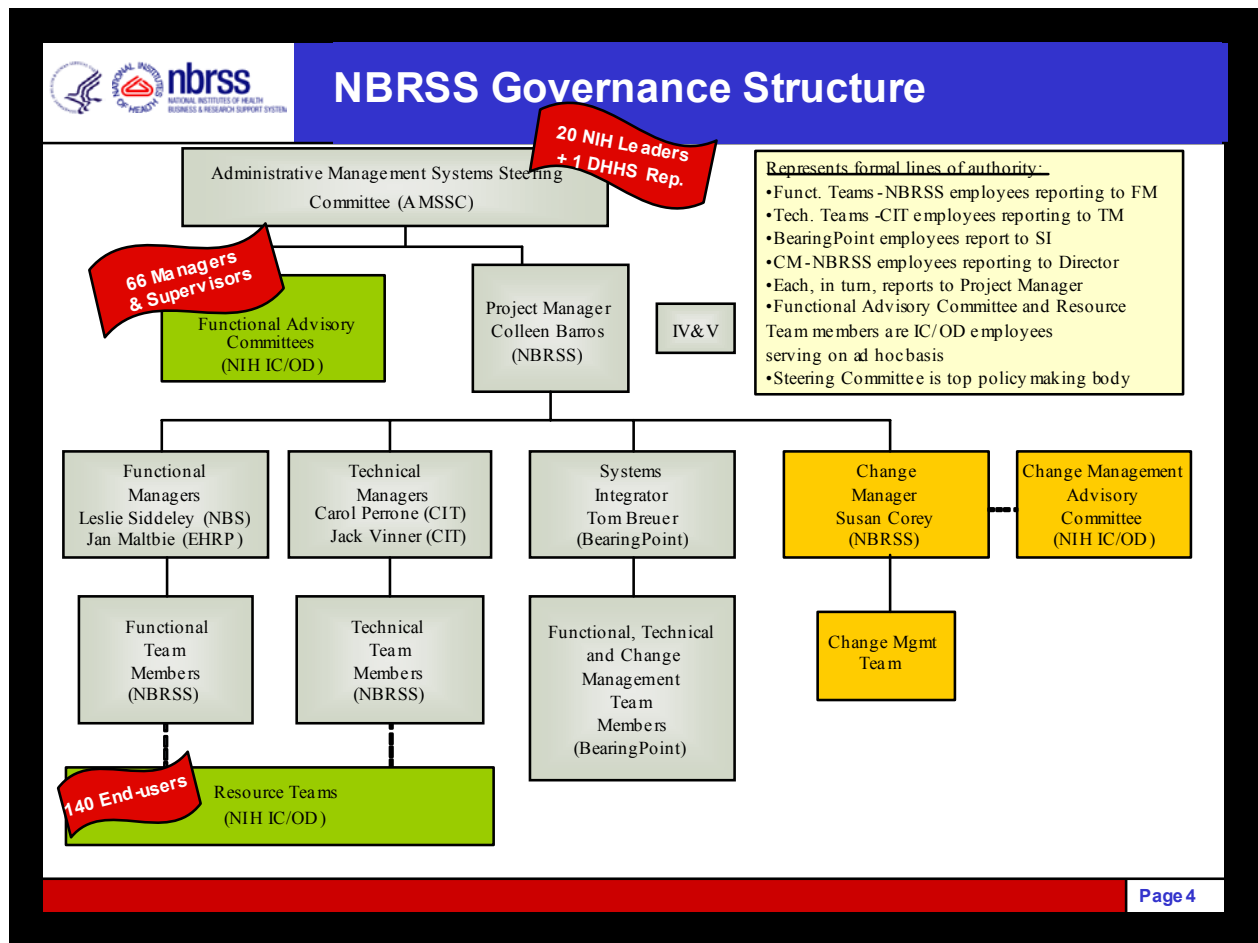 nbrss
NATIONAL INSTITUTES OF HEALTH
BUSINESS & RESEARCH SUPPORT SYSTEM
NATIONAL INSTITUTES
OF HEALTH
NBRSS Governance Structure
20 NIH Leaders
+ 1 DHHS Rep.
Administrative Management Systems Steering
Committee (AMSSC)
Represents formal lines of authority:
•Funct. Teams-NBRSS employees reporting to FM
•Tech. Teams -CIT employees reporting to TM
•BearingPoint employees report to SI
•CM-NBRSS employees reporting to Director
•Each, in turn, reports to Project Manager
•Functional Advisory Committee and Resource
Team members are IC/OD employees
serving on ad hoc basis
•Steering Committee is top policy making body
66 Managers
& Supervisors
Functional Advisory
Committees
(NIH IC/OD)
Project Manager
Colleen Barros
(NBRSS)
IV&V
Functional
Managers
Leslie Siddeley (NBS)
Jan Maltbie (EHRP)
Technical
Managers
Carol Perrone (CIT)
Jack Vinner (CIT)
Systems
Integrator
Tom Breuer
(BearingPoint)
Change
Manager
Susan Corey
(NBRSS)
Change Management
Advisory
Committee
(NIH IC/OD)
Functional
Team
Members
(NBRSS)
Technical
Team
Members
(NBRSS)
Functional, Technical
and Change
Management
Team
Members
(BearingPoint)
Change Mgmt
Team
140 End-users
Resource Teams
(NIH IC/OD)
Page 4